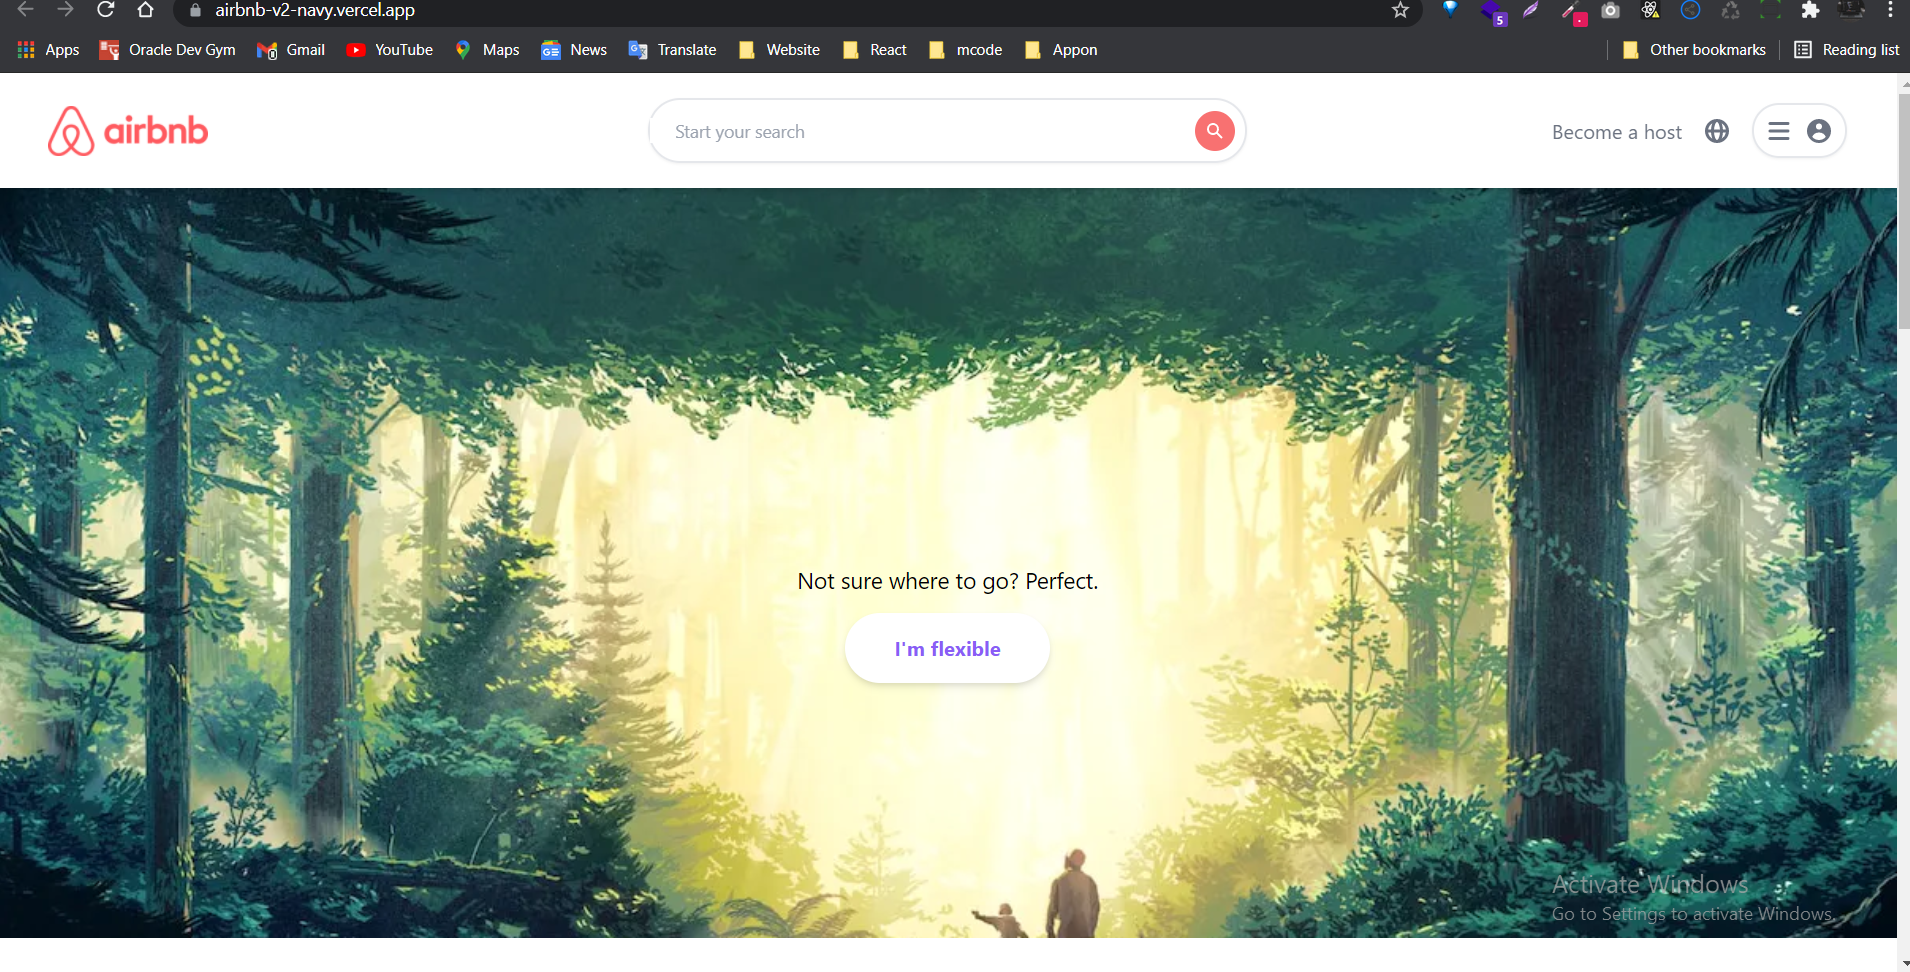 airbnb-v2-navy.vercel.app
5
Apps Oracle Dev Gym Gmail YouTube Maps News Translate Website React mcode Appon Other bookmarks Reading list
airbnb Start your search Become a host
Not sure where to go? Perfect.
I'm flexible
Activate Windows
Go to Settings to activate Windows.